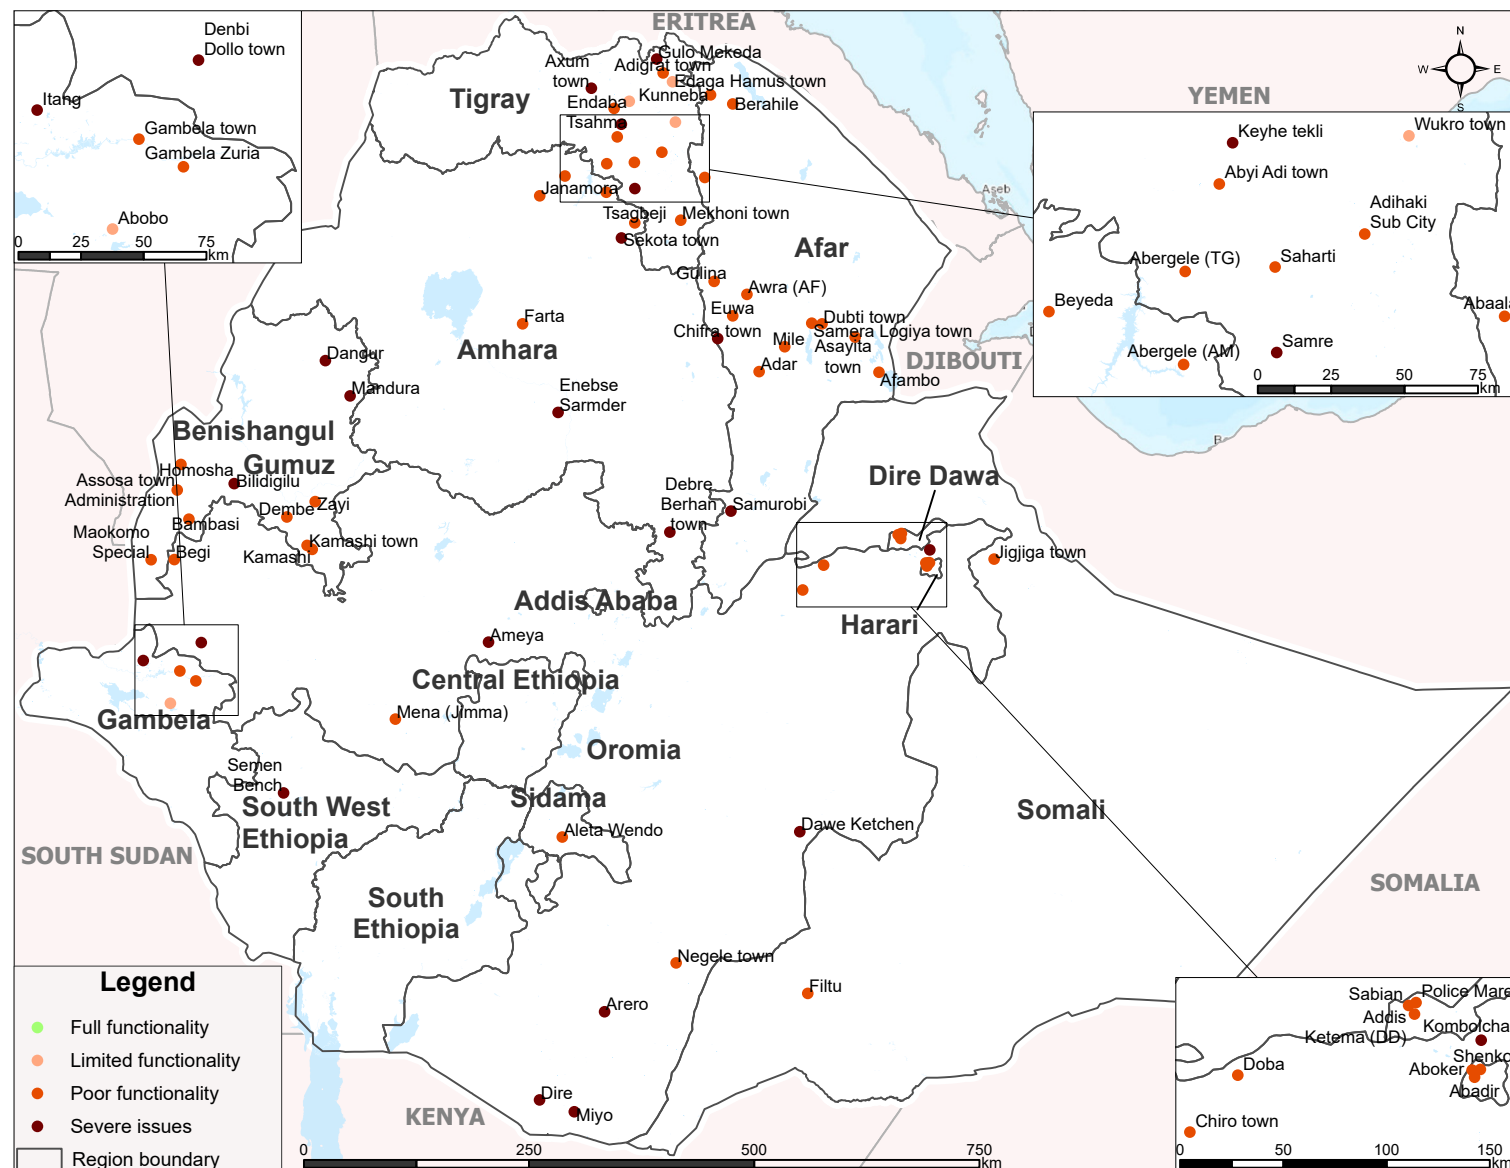 ERITREA
YEMEN
DJIBOUTI
SOMALIA
KENYA
SOUTH SUDAN
Aseb
N
W
E
S
Denbi
Dollo town
Itang
Gambela town
Gambela Zuria
Abobo
0 25 50 75
km
Tigray
Axum
town
Gulo Mekeda
Adigrat town
Edaga Hamus town
Kunneba
Berahile
Endaba
Tsahma
Janamora
Tsagbeji
Mekhoni town
Sekota town
Afar
Gulina
Awra (AF)
Euwa
Chifra town
Dubti town
Samera Logiya town
Mile
Asayita
town
Adar
Afambo
Farta
Amhara
Enebse
Sarmder
Dangur
Mandura
Benishangul
Gumuz
Homosha
Assosa town
Administration
Bilidigilu
Bambasi
Dembe
Zayi
Maokomo
Special
Begi
Kamashi town
Kamashi
Debre
Berhan
town
Samurobi
Dire Dawa
Harari
Jigjiga town
Addis Ababa
Ameya
Central Ethiopia
Mena (Jimma)
Gambela
Oromia
Semen
Bench
South West
Ethiopia
Sidama
Aleta Wendo
South
Ethiopia
Dawe Ketchen
Somali
Negele town
Filtu
Arero
Dire
Miyo
Keyhe tekli
Wukro town
Abyi Adi town
Adihaki
Sub City
Abergele (TG)
Saharti
Beyeda
Abaal
Abergele (AM)
Samre
0 25 50 75
km
Sabian
Police Mare
Addis
Ketema (DD)
Kombolcha
Shenko
Aboker
Abadir
Doba
Chiro town
0 50 100 150
km
Legend
Full functionality
Limited functionality
Poor functionality
Severe issues
Region boundary
0 250 500 750
km